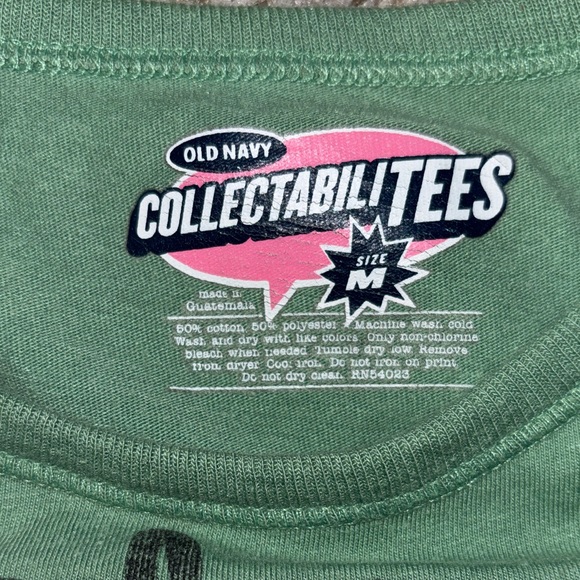 OLD NAVY
COLLECTABILITEES
SIZE
M
made in
Guatemala
50% cotton 50% polyester • Machine wash cold
Wash and dry with like colors Only non-chlorine
bleach when needed Tumble dry low Remove
from dryer Cool iron. Do not iron on print
Do not dry clean. RN54023